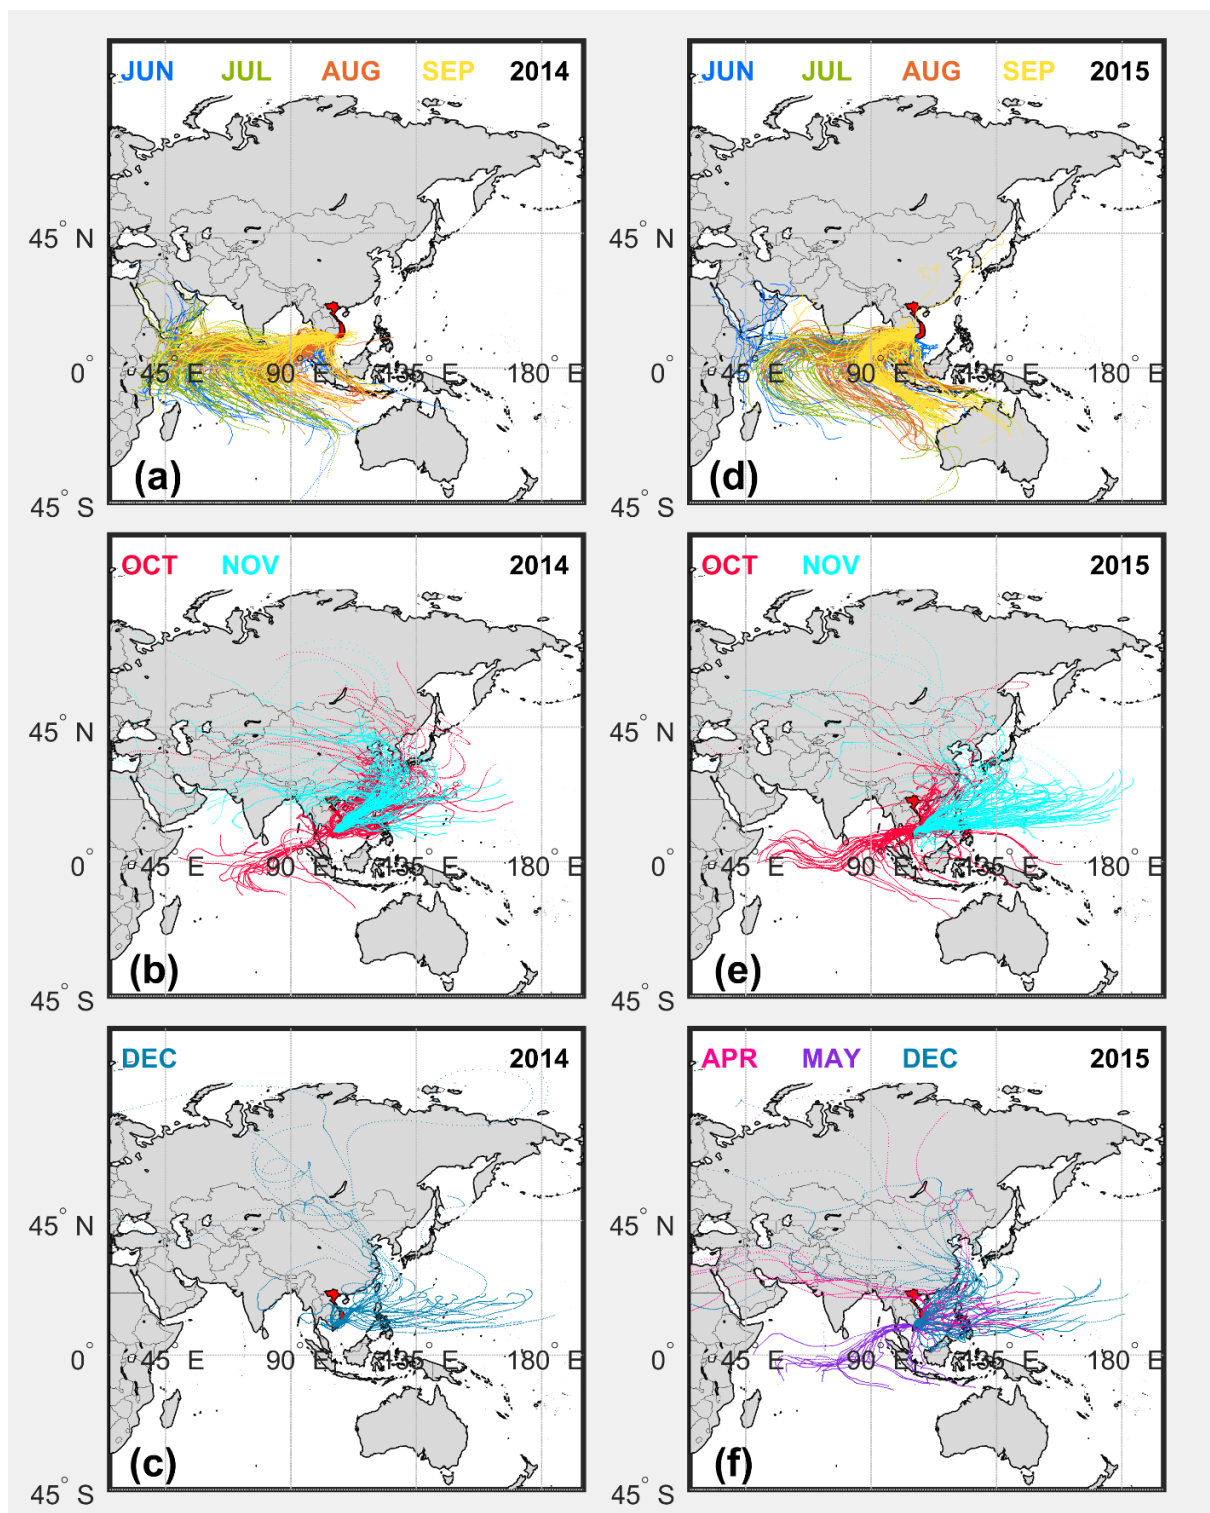 JUN JUL AUG SEP 2014
45° N
0°
45° E 90° E 135° E 180° E
(a)
45° S
JUN JUL AUG SEP 2015
45° N
0°
45° E 90° E 135° E 180° E
(d)
45° S
OCT NOV 2014
45° N
0°
45° E 90° E 135° E 180° E
(b)
45° S
OCT NOV 2015
45° N
0°
45° E 90° E 135° E 180° E
(e)
45° S
DEC 2014
45° N
0°
45° E 90° E 135° E 180° E
(c)
45° S
APR MAY DEC 2015
45° N
0°
45° E 90° E 135° E 180° E
(f)
45° S